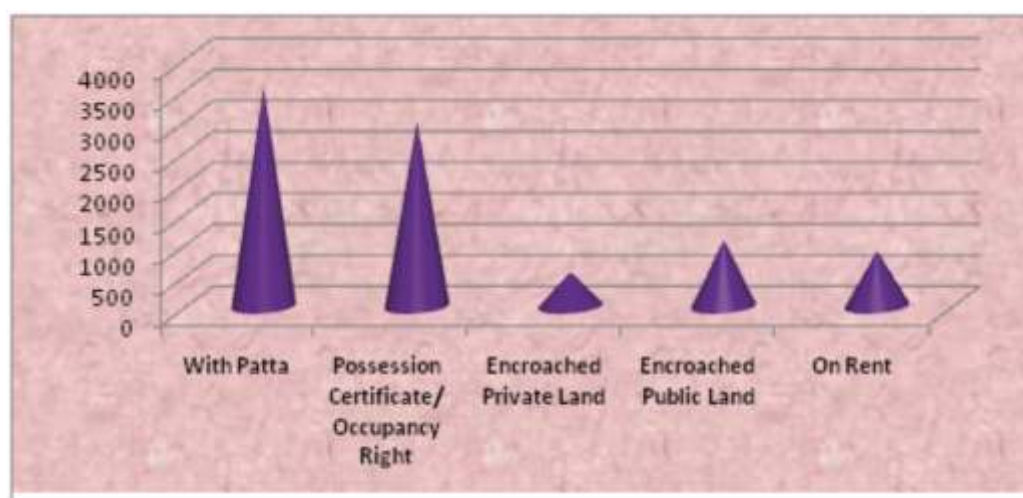 4000
3500
3000
2500
2000
1500
1000
500
0
With Patta
Possession
Certificate/
Occupancy
Right
Encroached
Private Land
Encroached
Public Land
On Rent